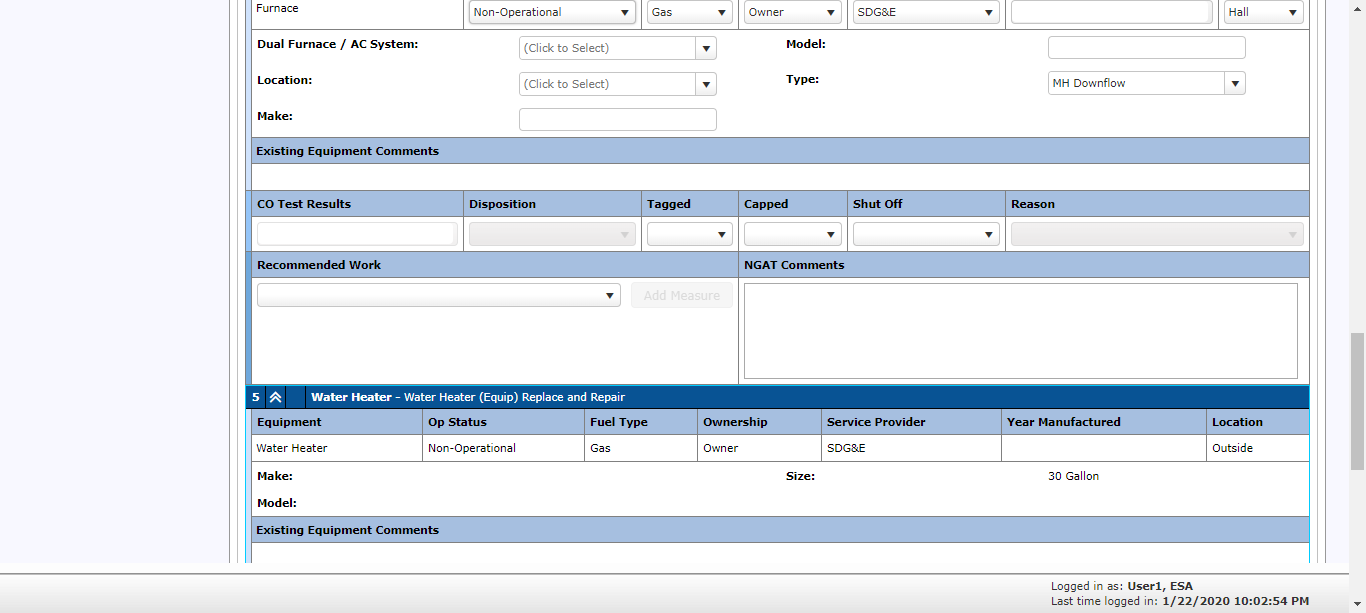 Furnace Non-Operational Gas Owner SDG&E Hall
Dual Furnace / AC System: (Click to Select) Model:
Location: (Click to Select) Type: MH Downflow
Make:
Existing Equipment Comments
CO Test Results Disposition Tagged Capped Shut Off Reason
Recommended Work NGAT Comments
Add Measure
5 Water Heater - Water Heater (Equip) Replace and Repair
Equipment Op Status Fuel Type Ownership Service Provider Year Manufactured Location
Water Heater Non-Operational Gas Owner SDG&E Outside
Make: Size: 30 Gallon
Model:
Existing Equipment Comments
Logged in as: User1, ESA
Last time logged in: 1/22/2020 10:02:54 PM